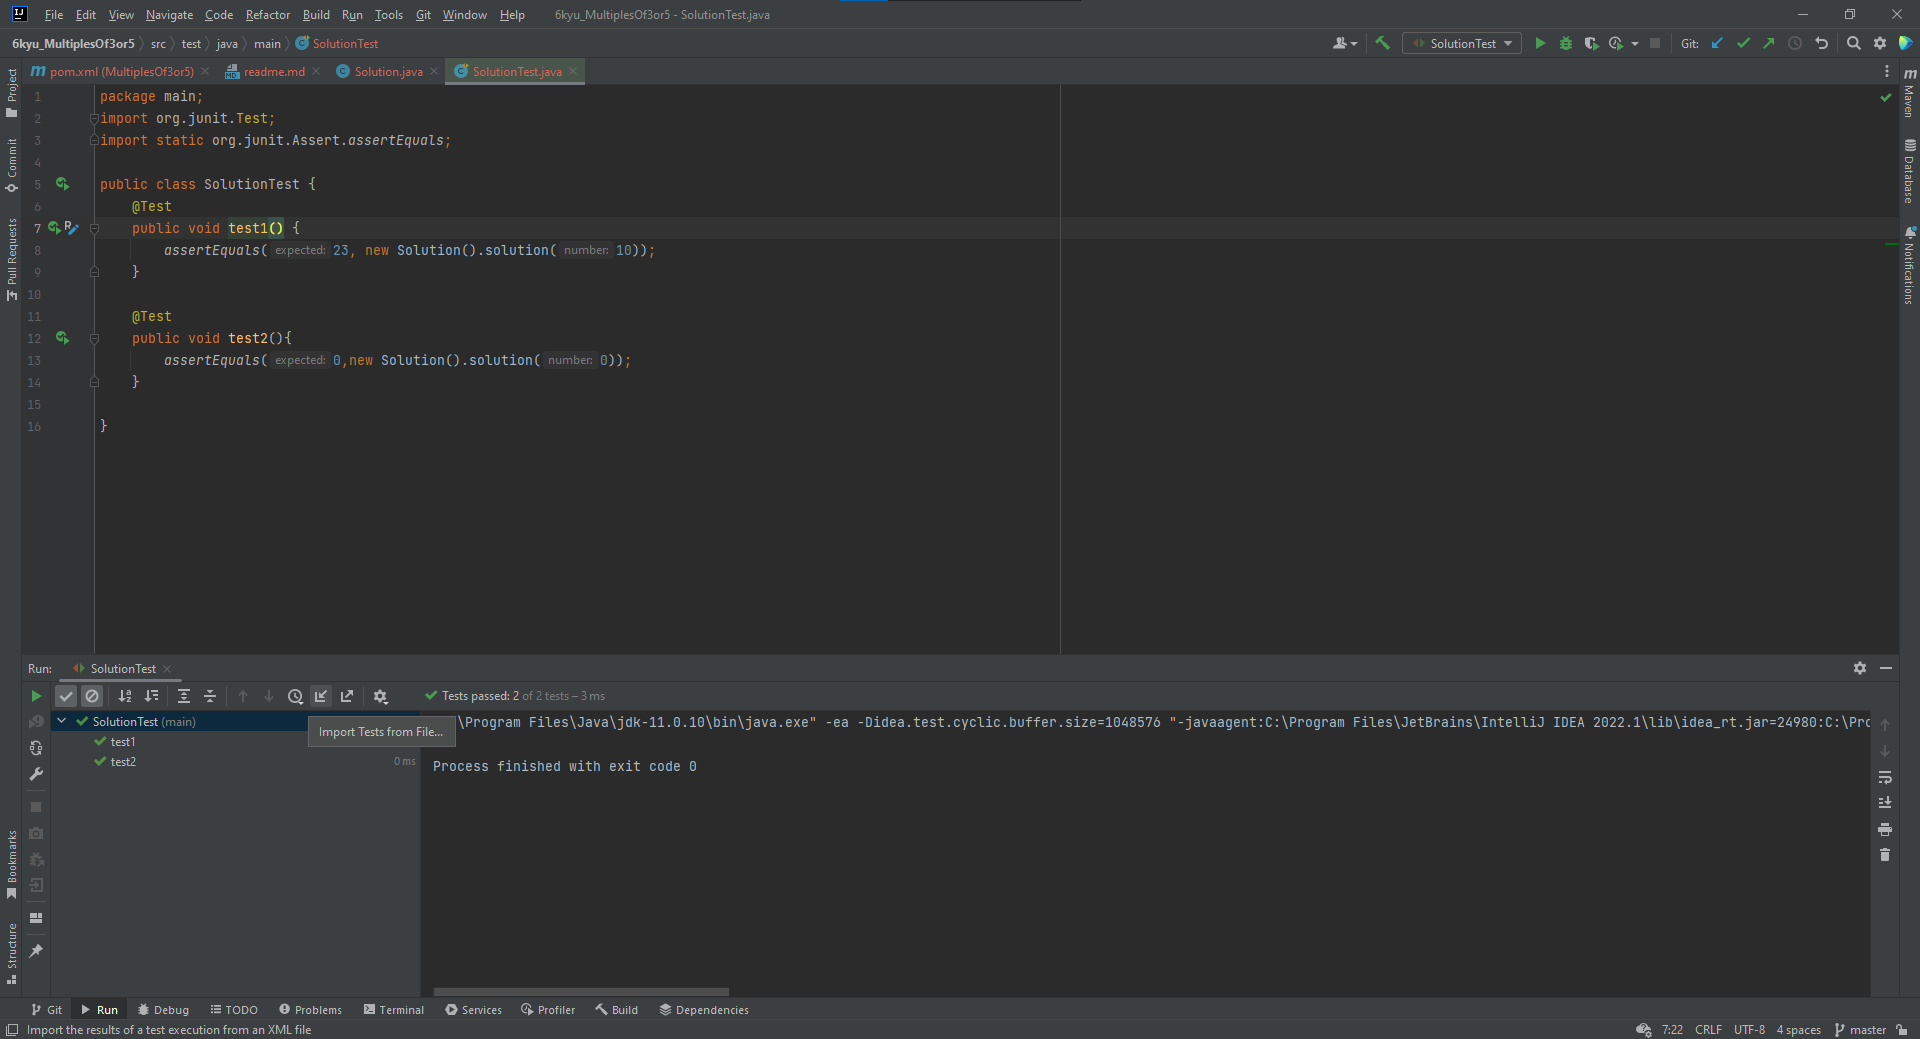 File Edit View Navigate Code Refactor Build Run Tools Git Window Help 6kyu_MultiplesOf3or5 - SolutionTest.java
6kyu_MultiplesOf3or5 src test java main SolutionTest SolutionTest Git:
pom.xml (MultiplesOf3or5) readme.md Solution.java SolutionTest.java
Project
Commit
Pull Requests
Bookmarks
Structure
1 package main;
2 import org.junit.Test;
3 import static org.junit.Assert.assertEquals;
4
5 public class SolutionTest {
6 @Test
7 public void test1() {
8 assertEquals( expected: 23, new Solution().solution( number: 10));
9 }
10
11 @Test
12 public void test2(){
13 assertEquals( expected: 0,new Solution().solution( number: 0));
14 }
15
16 }
Maven
Database
Notifications
Run: SolutionTest
Tests passed: 2 of 2 tests – 3 ms
SolutionTest (main)
test1
test2 0 ms
Import Tests from File...
\Program Files\Java\jdk-11.0.10\bin\java.exe" -ea -Didea.test.cyclic.buffer.size=1048576 "-javaagent:C:\Program Files\JetBrains\IntelliJ IDEA 2022.1\lib\idea_rt.jar=24980:C:\Pro
Process finished with exit code 0
Git Run Debug TODO Problems Terminal Services Profiler Build Dependencies
Import the results of a test execution from an XML file 7:22 CRLF UTF-8 4 spaces master